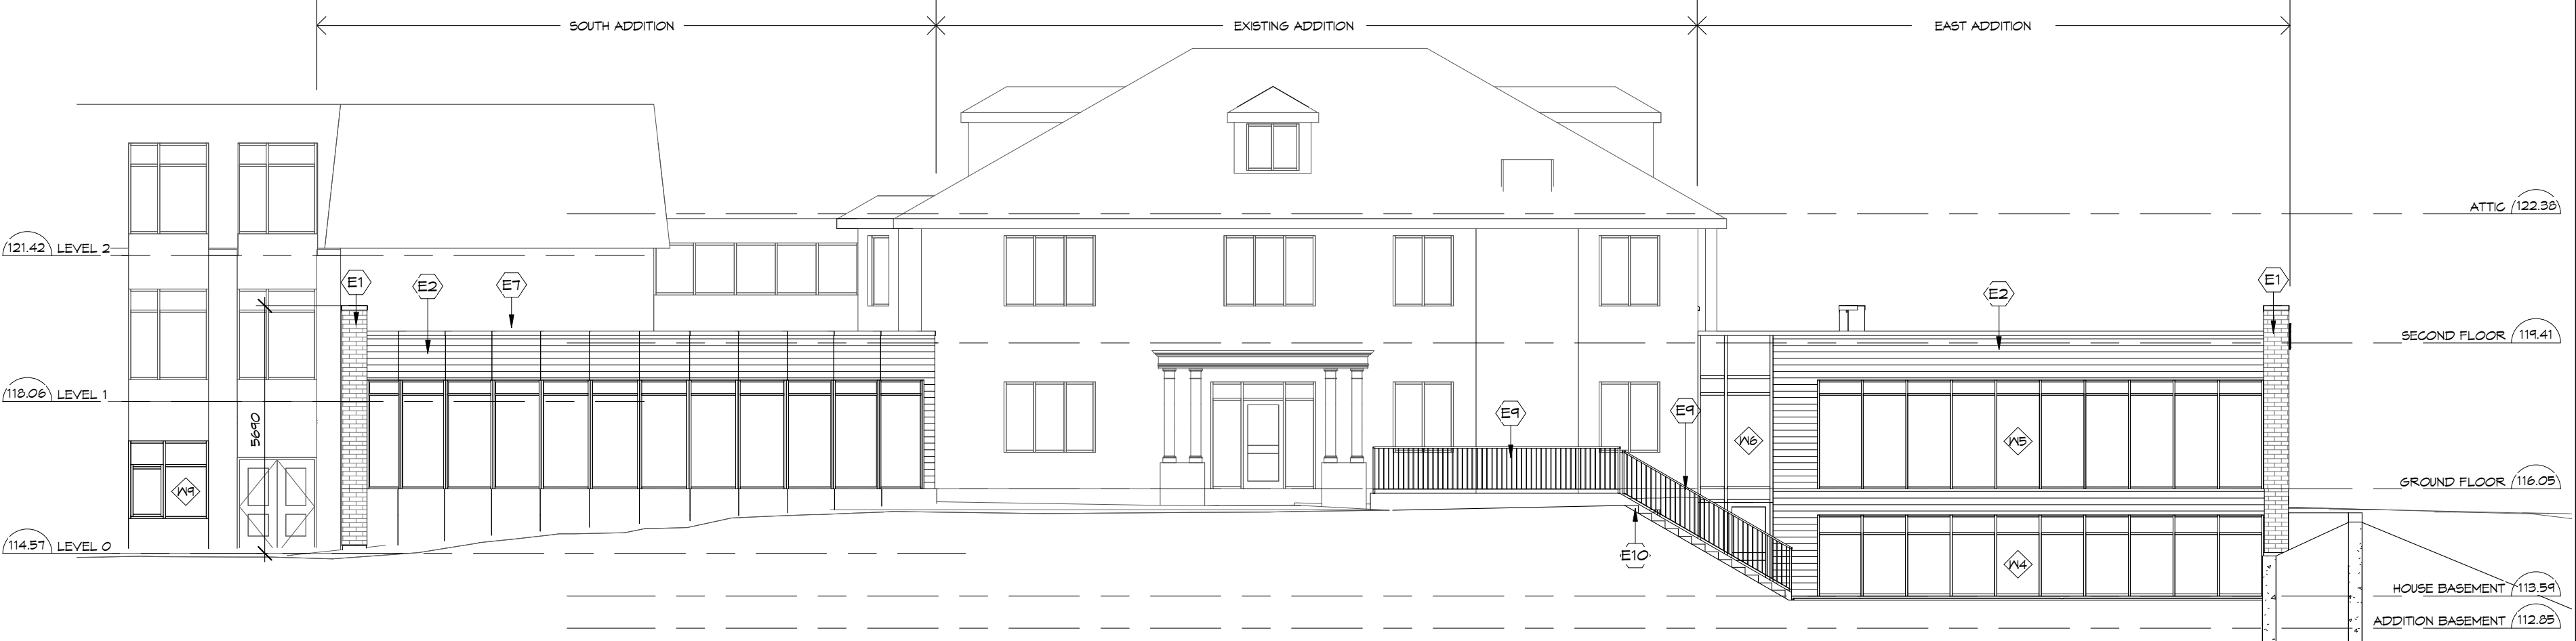 SOUTH ADDITION
EXISTING ADDITION
EAST ADDITION
ATTIC 122.38
121.42 LEVEL 2
E1
E2
E7
E2
E1
SECOND FLOOR 119.41
118.06 LEVEL 1
5690
E9
E9
W6
W5
GROUND FLOOR 116.05
W9
114.57 LEVEL 0
E10
W4
HOUSE BASEMENT 113.59
ADDITION BASEMENT 112.85